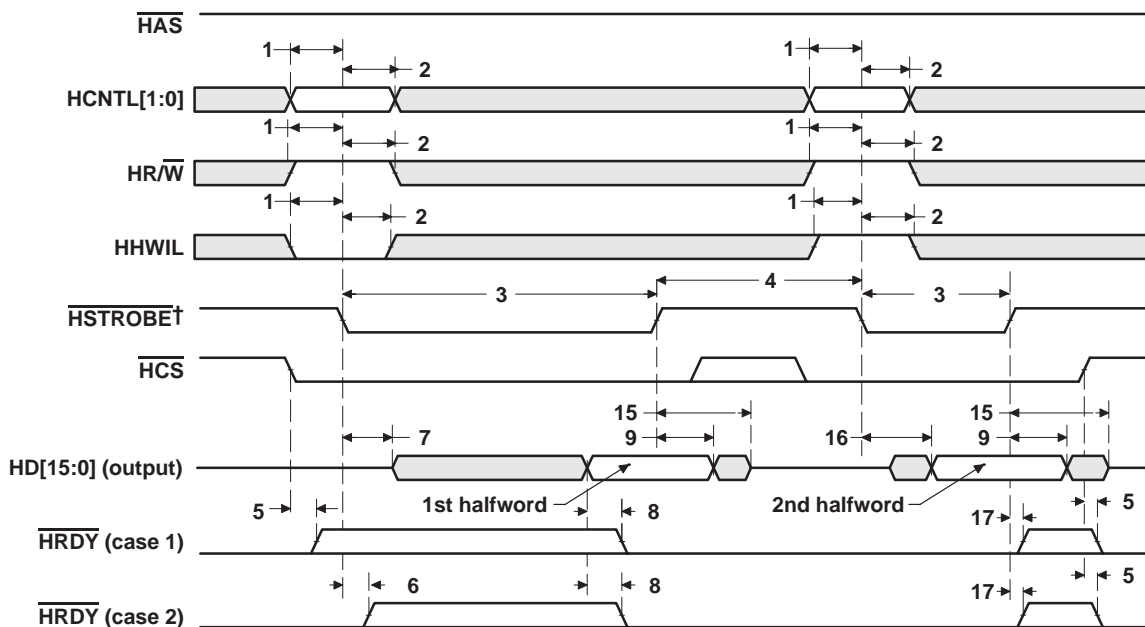 HAS
1 1
2 2
HCNTL[1:0]
1 1
2 2
HR/W
1 1
2 2
HHWIL
4
3 3
HSTROBE†
HCS
15 15
7 9 16 9
HD[15:0] (output)
1st halfword 2nd halfword
5 8 17 5
HRDY (case 1)
6 8 17 5
HRDY (case 2)